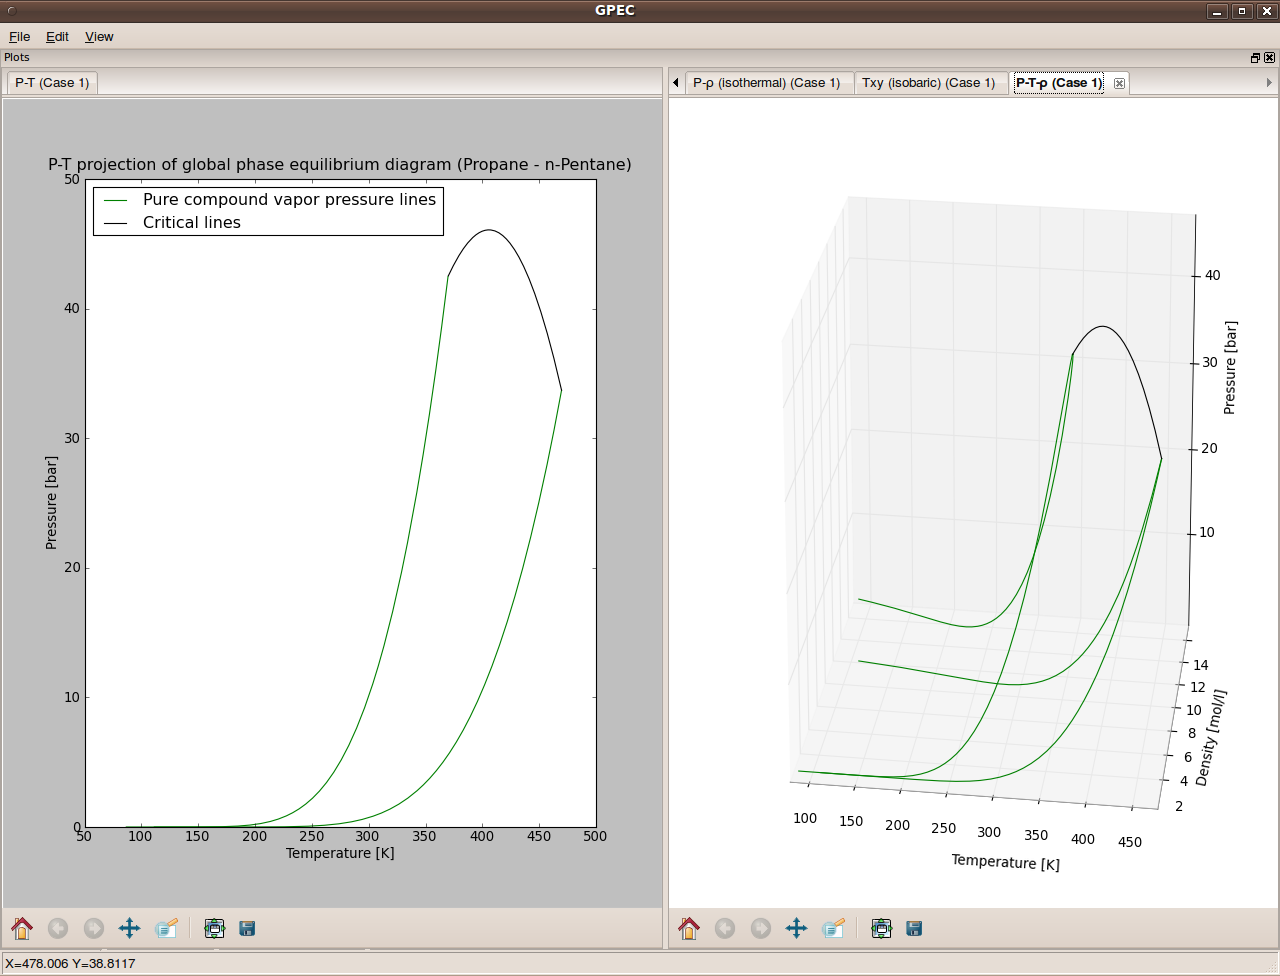 GPEC
File Edit View
Plots
P-T (Case 1)
P-ρ (isothermal) (Case 1) Txy (isobaric) (Case 1) P-T-ρ (Case 1)
P-T projection of global phase equilibrium diagram (Propane - n-Pentane)
Pure compound vapor pressure lines
Critical lines
50
40
30
20
10
0
Pressure [bar]
50 100 150 200 250 300 350 400 450 500
Temperature [K]
40
30
20
10
Pressure [bar]
14
12
10
8
6
4
2
Density [mol/l]
100 150 200 250 300 350 400 450
Temperature [K]
X=478.006 Y=38.8117